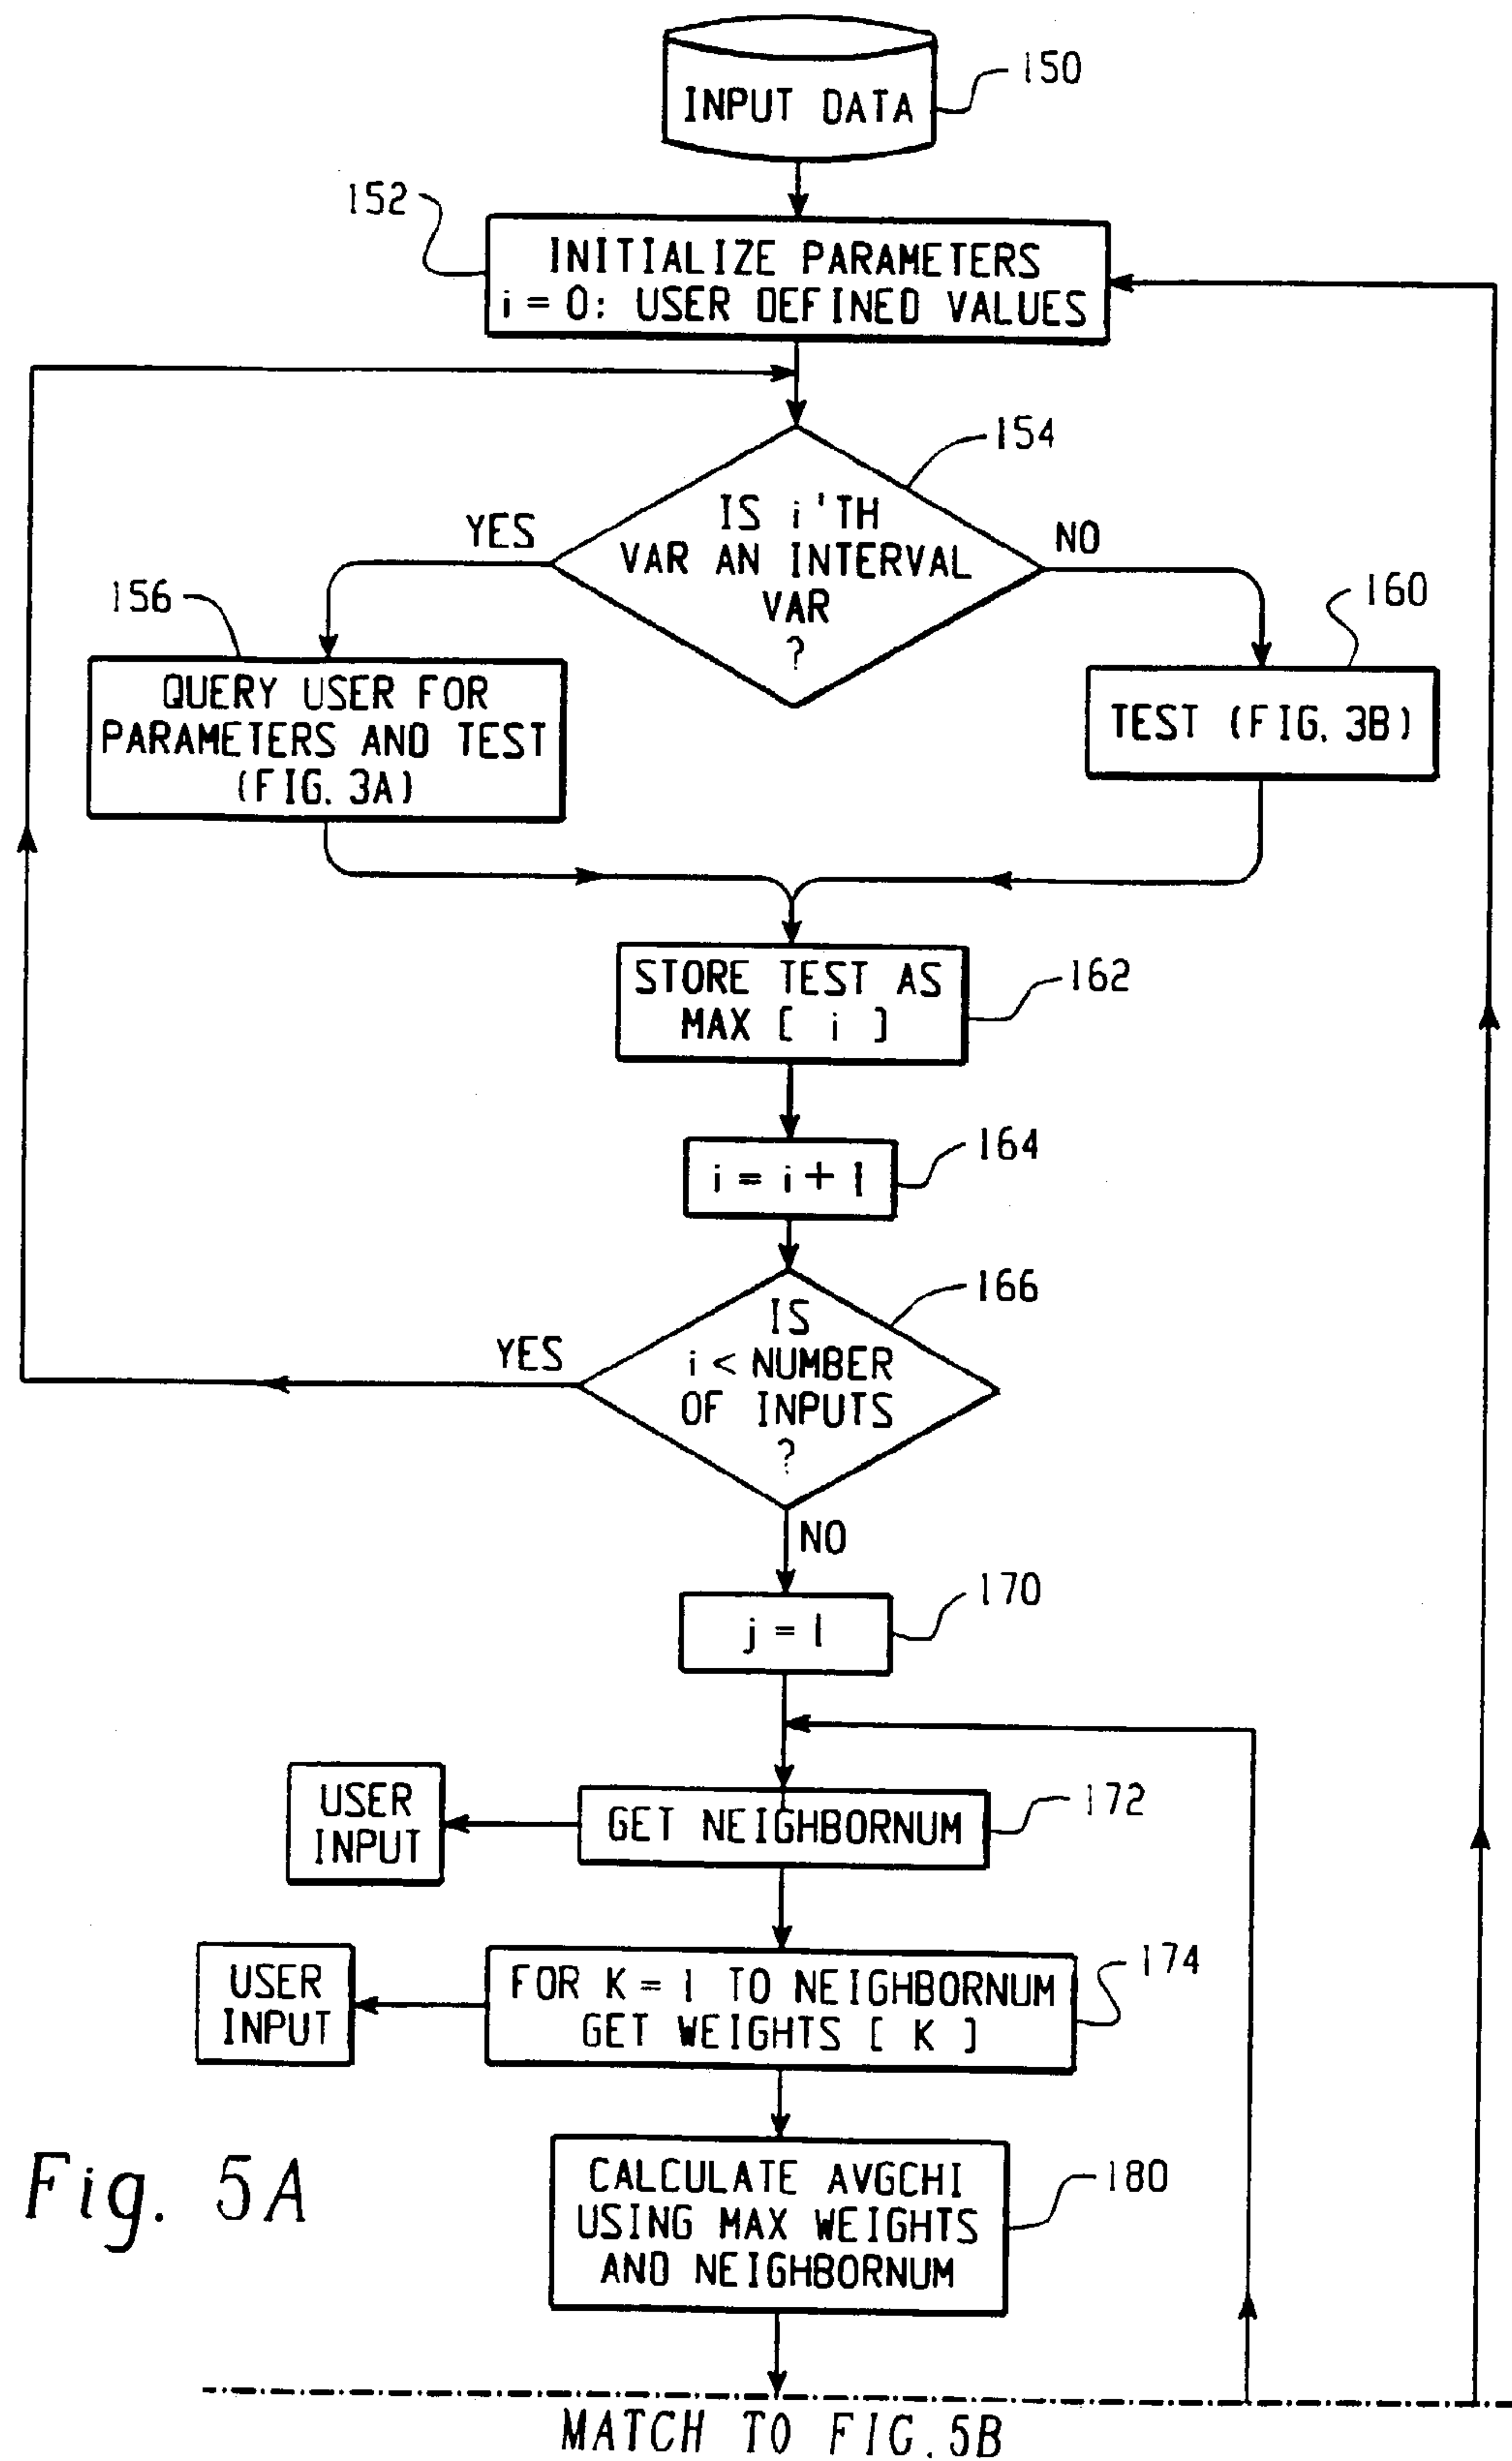 INPUT DATA
150
152
INITIALIZE PARAMETERS
i = 0: USER DEFINED VALUES
154
IS i'TH
VAR AN INTERVAL
VAR
?
YES
NO
156
QUERY USER FOR
PARAMETERS AND TEST
(FIG. 3A)
160
TEST (FIG. 3B)
STORE TEST AS
MAX [ i ]
162
i = i + 1
164
166
IS
i < NUMBER
OF INPUTS
?
YES
NO
j = 1
170
USER
INPUT
GET NEIGHBORNUM
172
USER
INPUT
FOR K = 1 TO NEIGHBORNUM
GET WEIGHTS [ K ]
174
CALCULATE AVGCHI
USING MAX WEIGHTS
AND NEIGHBORNUM
180
Fig. 5A
MATCH TO FIG. 5B